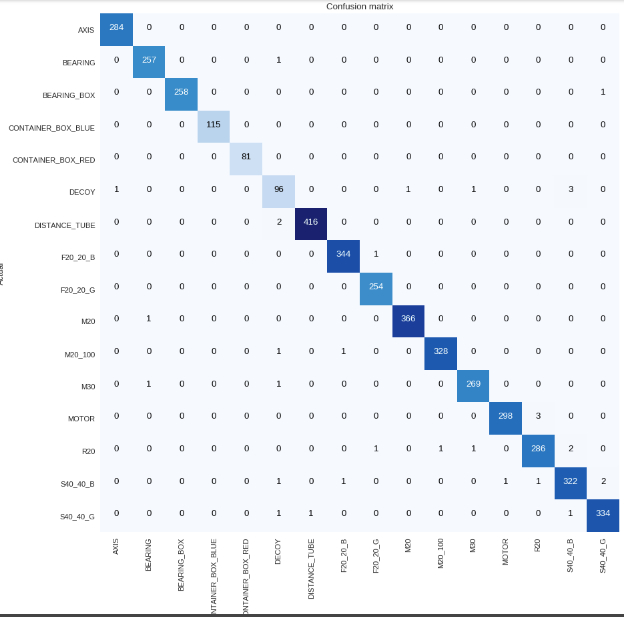 Confusion matrix
AXIS 284 0 0 0 0 0 0 0 0 0 0 0 0 0 0 0
BEARING 0 257 0 0 0 1 0 0 0 0 0 0 0 0 0 0
BEARING_BOX 0 0 258 0 0 0 0 0 0 0 0 0 0 0 0 1
CONTAINER_BOX_BLUE 0 0 0 115 0 0 0 0 0 0 0 0 0 0 0 0
CONTAINER_BOX_RED 0 0 0 0 81 0 0 0 0 0 0 0 0 0 0 0
DECOY 1 0 0 0 0 96 0 0 0 1 0 1 0 0 3 0
DISTANCE_TUBE 0 0 0 0 0 2 416 0 0 0 0 0 0 0 0 0
F20_20_B 0 0 0 0 0 0 0 344 1 0 0 0 0 0 0 0
F20_20_G 0 0 0 0 0 0 0 0 254 0 0 0 0 0 0 0
M20 0 1 0 0 0 0 0 0 0 366 0 0 0 0 0 0
M20_100 0 0 0 0 0 1 0 1 0 0 328 0 0 0 0 0
M30 0 1 0 0 0 1 0 0 0 0 0 269 0 0 0 0
MOTOR 0 0 0 0 0 0 0 0 0 0 0 0 298 3 0 0
R20 0 0 0 0 0 0 0 0 1 0 1 1 0 286 2 0
S40_40_B 0 0 0 0 0 1 0 1 0 0 0 0 1 1 322 2
S40_40_G 0 0 0 0 0 1 1 0 0 0 0 0 0 0 1 334
AXIS
BEARING
BEARING_BOX
NTAINER_BOX_BLUE
ONTAINER_BOX_RED
DECOY
DISTANCE_TUBE
F20_20_B
F20_20_G
M20
M20_100
M30
MOTOR
R20
S40_40_B
S40_40_G